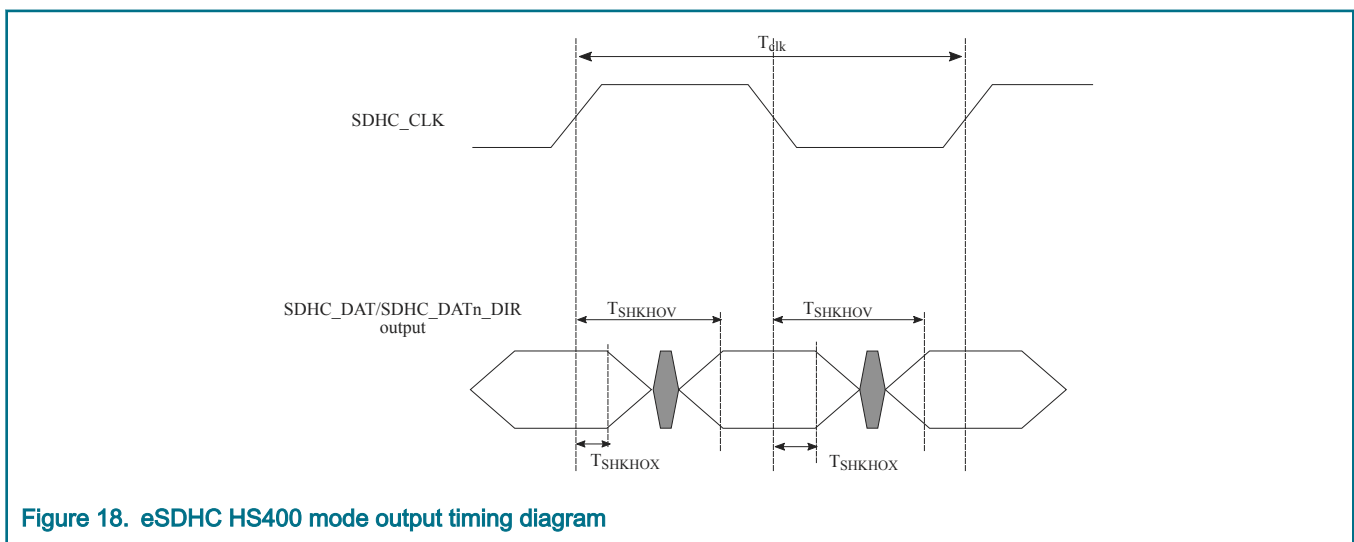 Tclk
SDHC_CLK
SDHC_DAT/SDHC_DATn_DIR
output
TSHKHOV
TSHKHOV
TSHKHOX
TSHKHOX
Figure 18. eSDHC HS400 mode output timing diagram